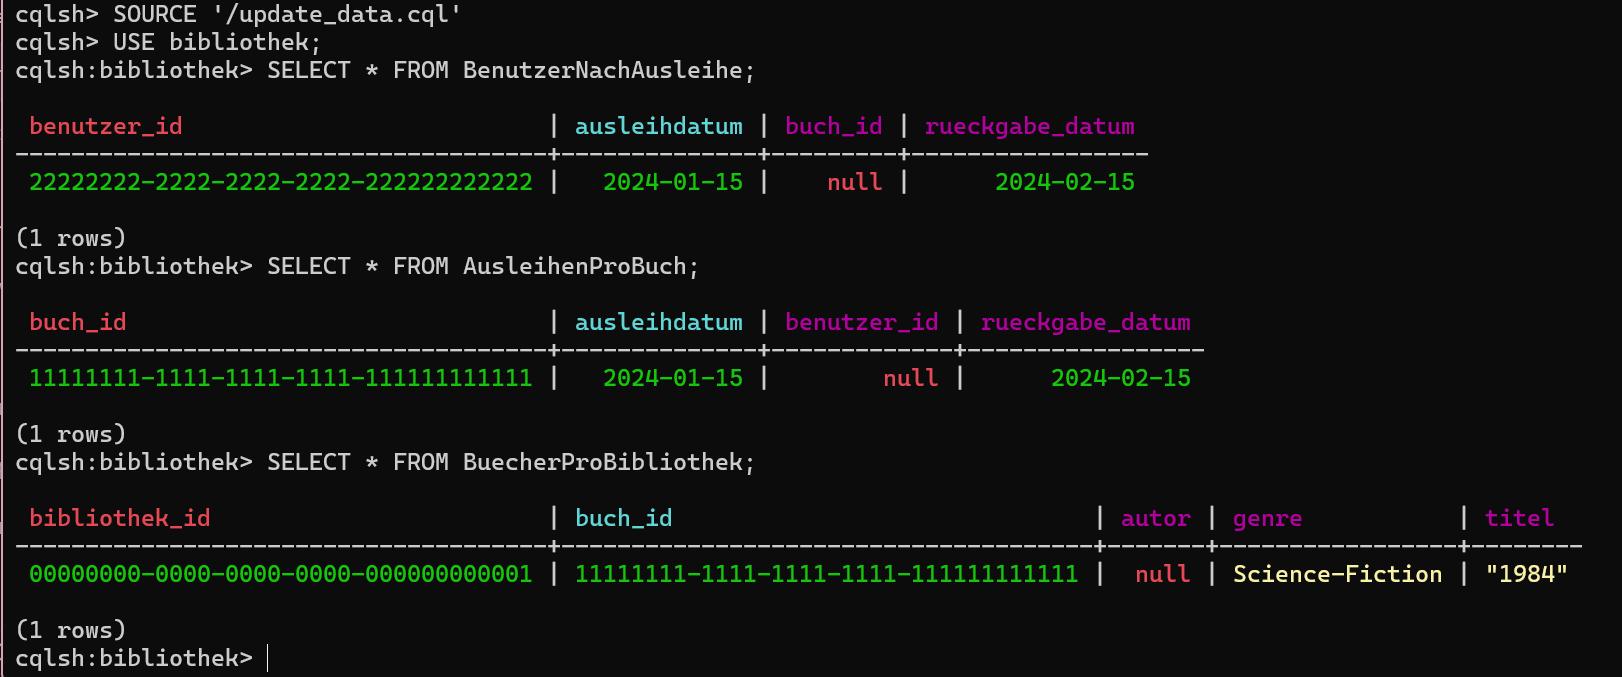 cqlsh> SOURCE '/update_data.cql'
cqlsh> USE bibliothek;
cqlsh:bibliothek> SELECT * FROM BenutzerNachAusleihe;
benutzer_id | ausleihdatum | buch_id | rueckgabe_datum
--------------------------------------+--------------+---------+-----------------
22222222-2222-2222-2222-222222222222 | 2024-01-15 | null | 2024-02-15
(1 rows)
cqlsh:bibliothek> SELECT * FROM AusleihenProBuch;
buch_id | ausleihdatum | benutzer_id | rueckgabe_datum
--------------------------------------+--------------+-------------+-----------------
11111111-1111-1111-1111-111111111111 | 2024-01-15 | null | 2024-02-15
(1 rows)
cqlsh:bibliothek> SELECT * FROM BuecherProBibliothek;
bibliothek_id | buch_id | autor | genre | titel
--------------------------------------+--------------------------------------+-------+-----------------+--------
00000000-0000-0000-0000-000000000001 | 11111111-1111-1111-1111-111111111111 | null | Science-Fiction | "1984"
(1 rows)
cqlsh:bibliothek>